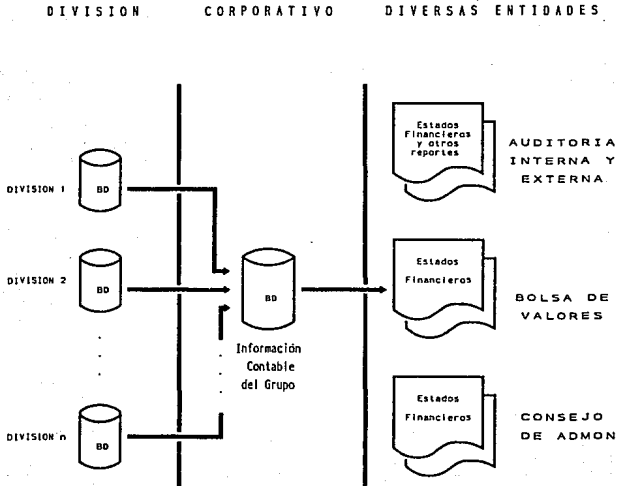 DIVISION CORPORATIVO DIVERSAS ENTIDADES
Estados
Financieros
y otros
reportes
AUDITORIA
INTERNA Y
EXTERNA
DIVISION 1
BD
DIVISION 2
BD
BD
Estados
Financieros
BOLSA DE
VALORES
Información
Contable
del Grupo
DIVISION n
BD
Estados
Financieros
CONSEJO
DE ADMON